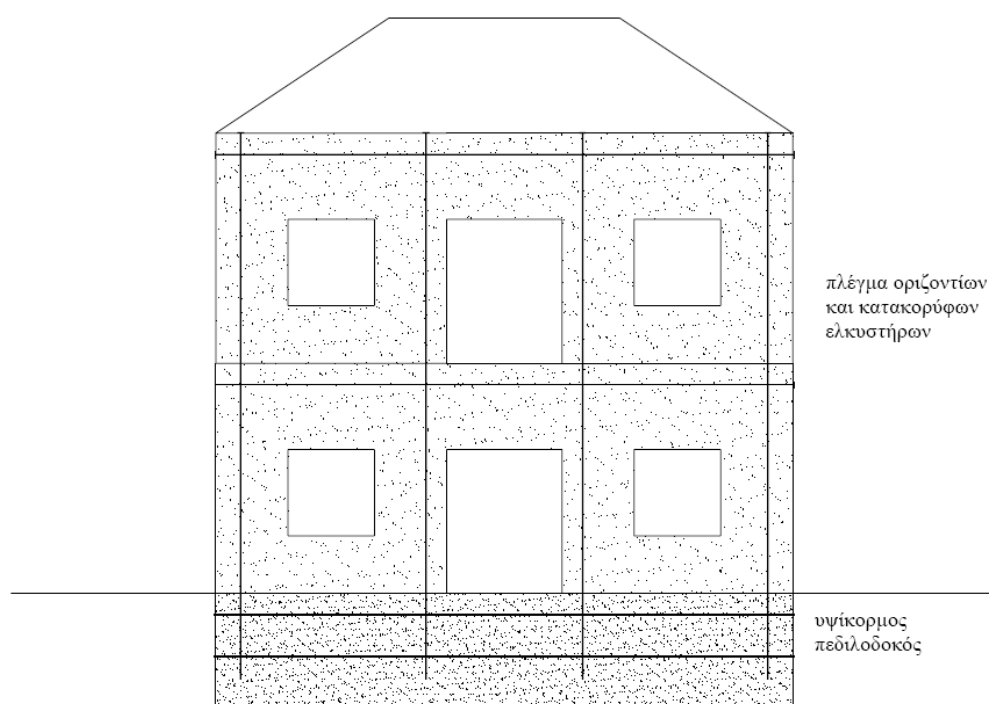 πλέγμα οριζοντίων
και κατακορύφων
ελκυστήρων
υψίκορμος
πεδιλοδοκός